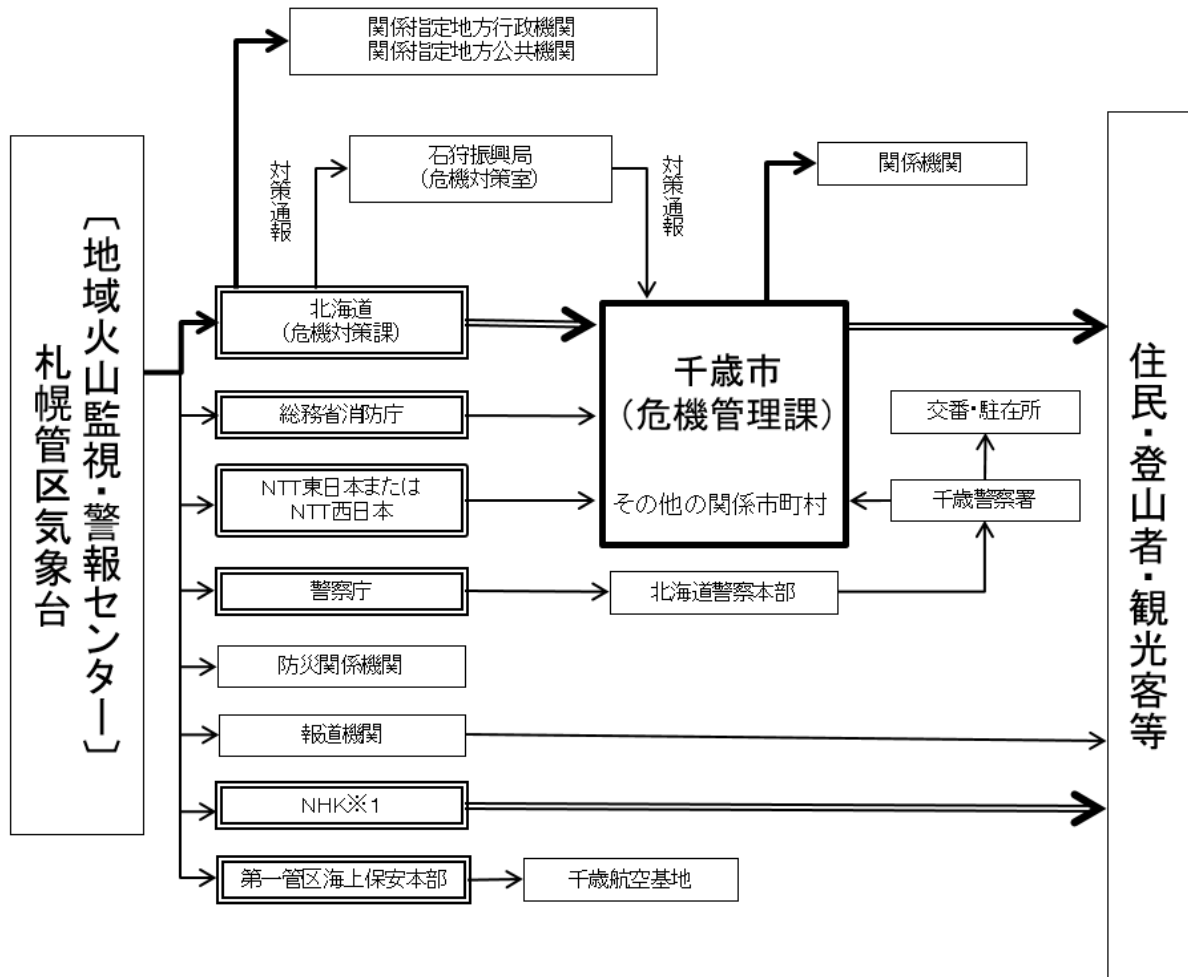 関係指定地方行政機関
関係指定地方公共機関
石狩振興局
(危機対策室)
対策通報
対策通報
関係機関
札幌管区気象台
〔地域火山監視・警報センター〕
北海道
(危機対策課)
千歳市
(危機管理課)
その他の関係市町村
総務省消防庁
交番・駐在所
NTT東日本または
NTT西日本
千歳警察署
警察庁
北海道警察本部
防災関係機関
報道機関
NHK※1
第一管区海上保安本部
千歳航空基地
住民・登山者・観光客等